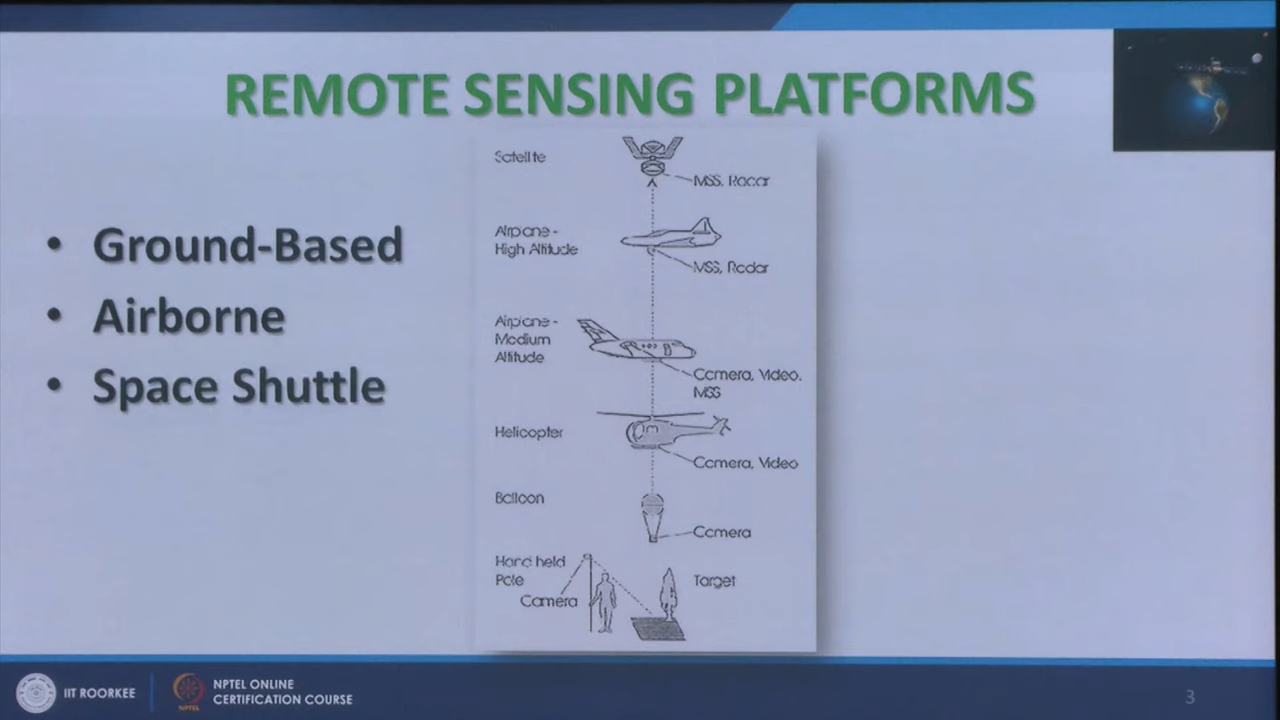 REMOTE SENSING PLATFORMS
• Ground-Based
• Airborne
• Space Shuttle
Satellite
MSS, Radar
Airplane -
High Altitude
MSS, Radar
Airplane -
Medium
Altitude
Camera, Video,
MSS
Helicopter
Camera, Video
Balloon
Camera
Hand held
Pole
Camera
Target
IIT ROORKEE
NPTEL
NPTEL ONLINE
CERTIFICATION COURSE
3